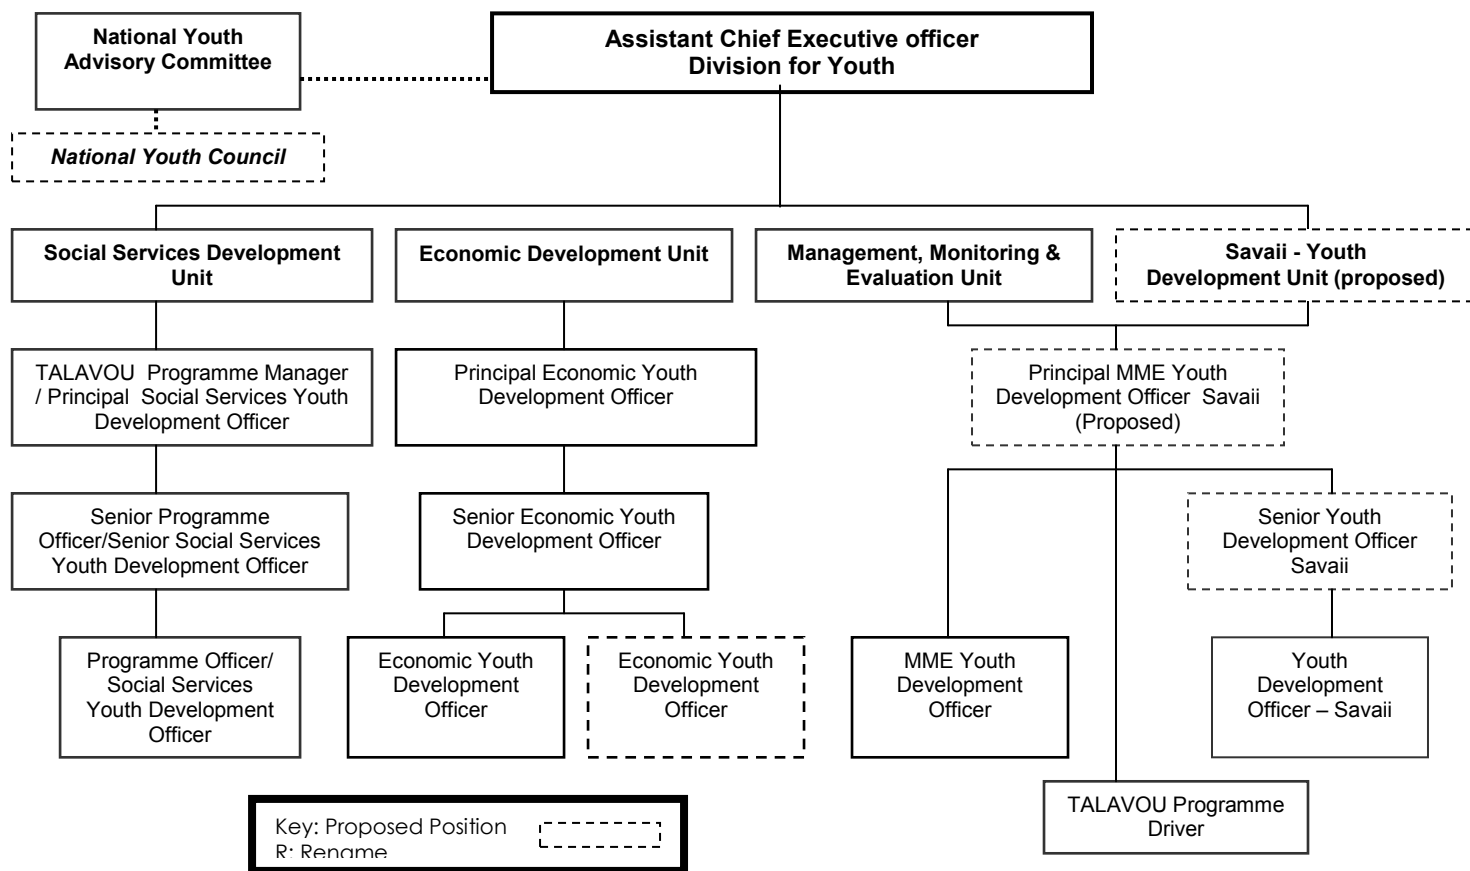 National Youth
Advisory Committee
Assistant Chief Executive officer
Division for Youth
National Youth Council
Social Services Development
Unit
Economic Development Unit
Management, Monitoring &
Evaluation Unit
Savaii - Youth
Development Unit (proposed)
TALAVOU Programme Manager
/ Principal Social Services Youth
Development Officer
Principal Economic Youth
Development Officer
Principal MME Youth
Development Officer Savaii
(Proposed)
Senior Programme
Officer/Senior Social Services
Youth Development Officer
Senior Economic Youth
Development Officer
Senior Youth
Development Officer
Savaii
Programme Officer/
Social Services
Youth Development
Officer
Economic Youth
Development
Officer
Economic Youth
Development
Officer
MME Youth
Development
Officer
Youth
Development
Officer – Savaii
TALAVOU Programme
Driver
Key: Proposed Position
R: Rename